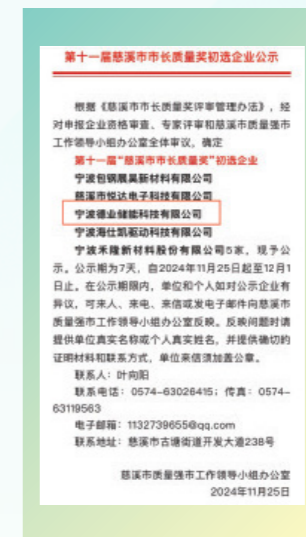 第十一届慈溪市市长质量奖初选企业公示
根据《慈溪市市长质量奖评审管理办法》，经
对申报企业资格审查、专家评审和慈溪市质量强市
工作领导小组办公室全体审议，确定
第十一届“慈溪市市长质量奖”初选企业
宁波包钢展昊新材料有限公司
慈溪市悦达电子科技有限公司
宁波德业储能科技有限公司
宁波海仕凯驱动科技有限公司
宁波禾隆新材料股份有限公司5家，现予公
示。公示期为7天，自2024年11月25日起至12月1
日止。在公示期限内，单位和个人如对公示企业有
异议，可来人、来电、来信或发电子邮件向慈溪市
质量强市工作领导小组办公室反映。反映问题时请
提供单位真实名称或个人真实姓名，并提供确切的
证明材料和联系方式，单位来信须加盖公章。
联系人：叶向阳
联系电话：0574-63026415；传真：0574-
63119563
电子邮箱：1132739655@qq.com
联系地址：慈溪市古塘街道开发大道238号
慈溪市质量强市工作领导小组办公室
2024年11月25日